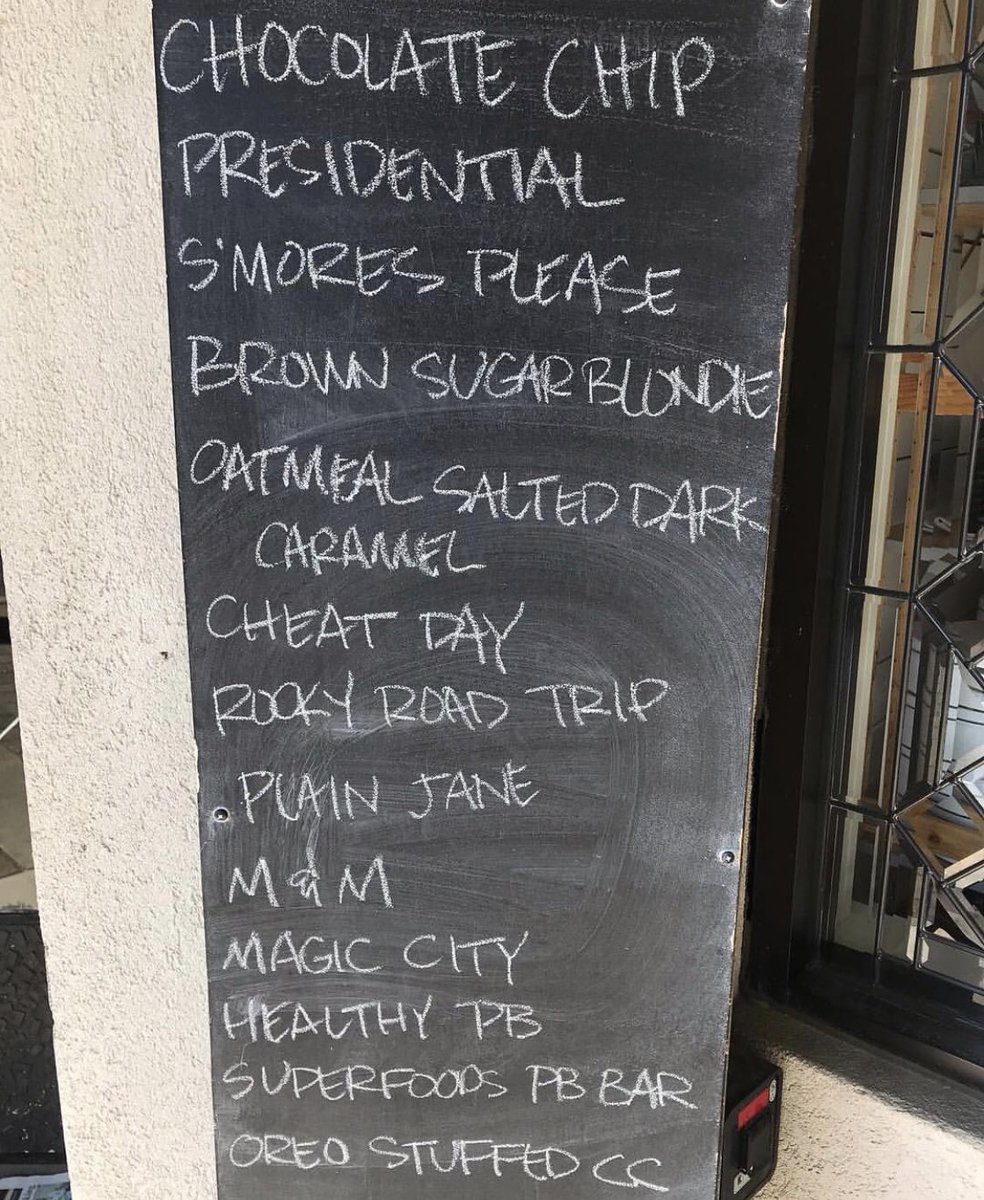 CHOCOLATE CHIP
PRESIDENTIAL
S'MORES PLEASE
BROWN SUGAR BLONDIE
OATMEAL SALTED DARK
CARAMEL
CHEAT DAY
ROCKY ROAD TRIP
PLAIN JANE
M & M
MAGIC CITY
HEALTHY PB
SUPERFOODS PB BAR
OREO STUFFED CC